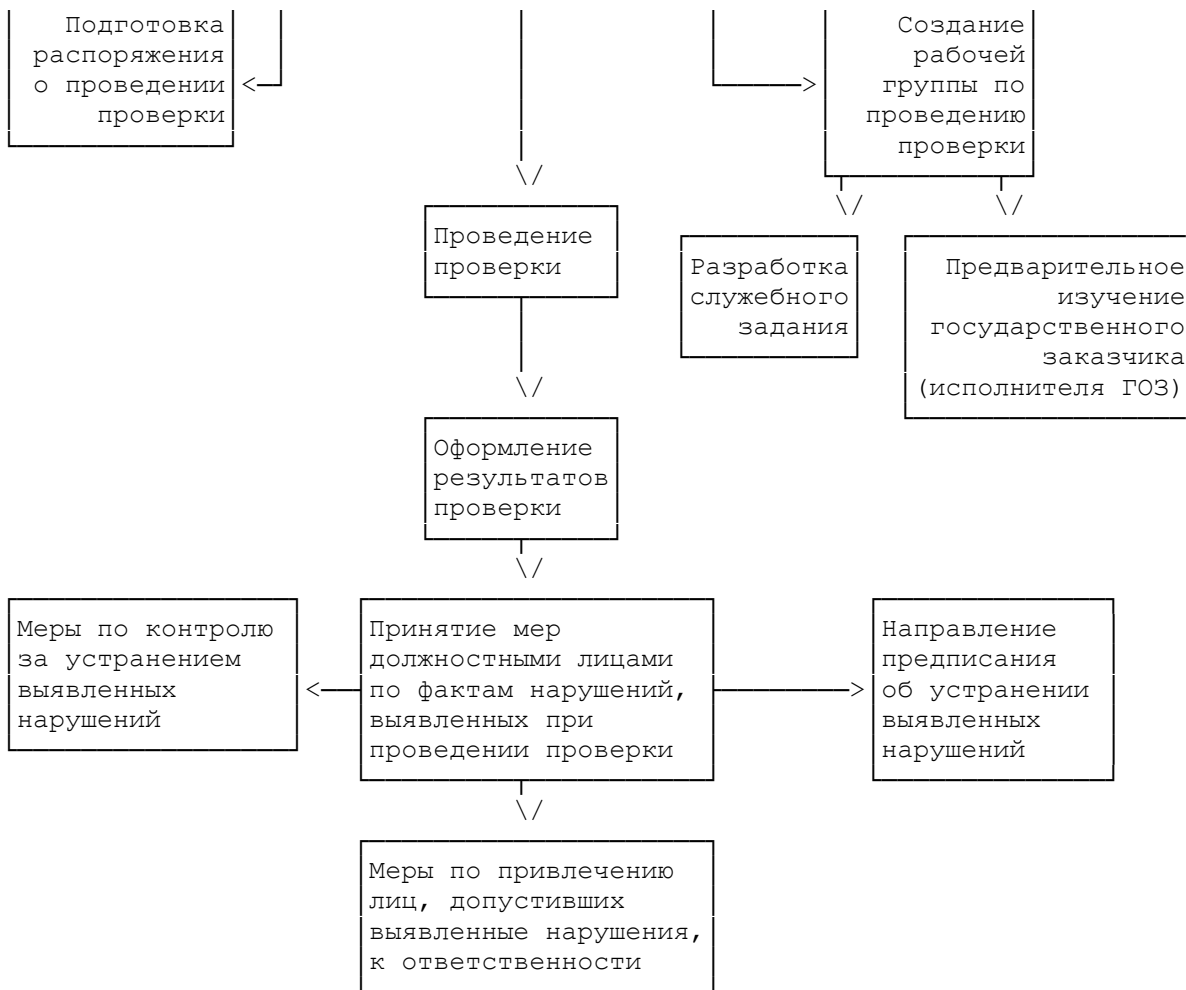 Подготовка
распоряжения
о проведении
проверки
Создание
рабочей
группы по
проведению
проверки
Проведение
проверки
Разработка
служебного
задания
Предварительное
изучение
государственного
заказчика
(исполнителя ГОЗ)
Оформление
результатов
проверки
Меры по контролю
за устранением
выявленных
нарушений
Принятие мер
должностными лицами
по фактам нарушений,
выявленных при
проведении проверки
Направление
предписания
об устранении
выявленных
нарушений
Меры по привлечению
лиц, допустивших
выявленные нарушения,
к ответственности